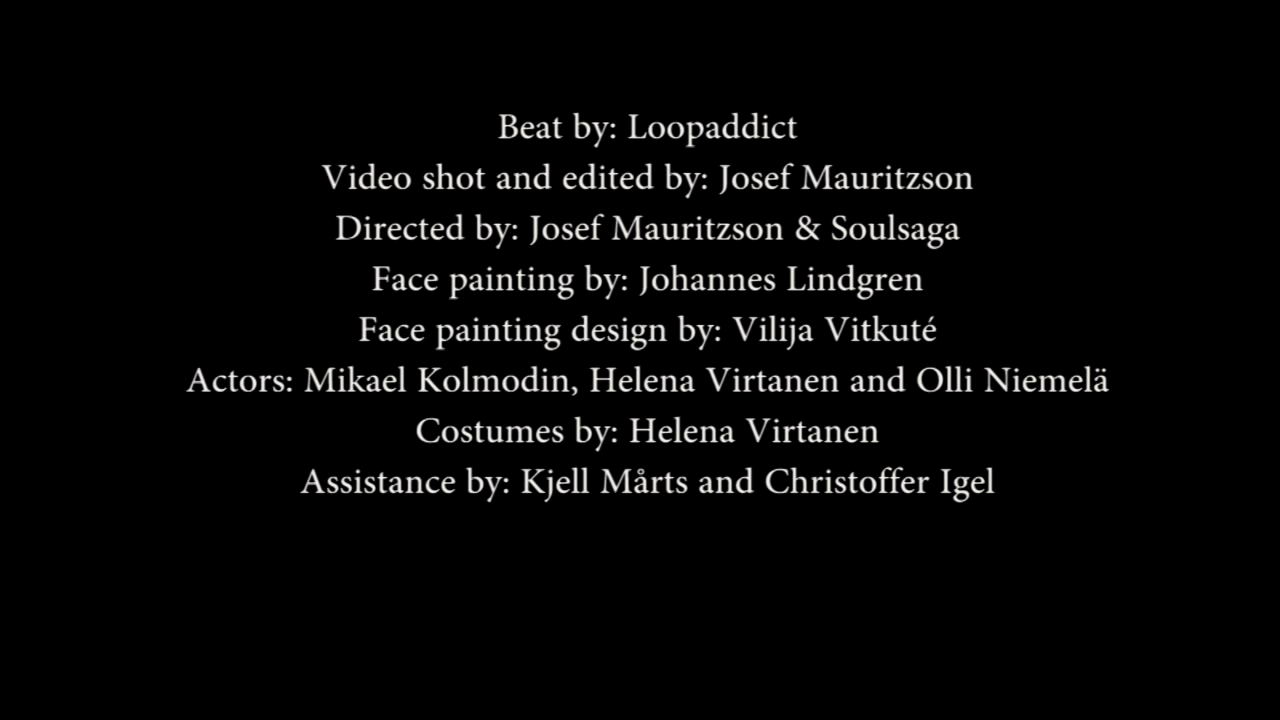 Beat by: Loopaddict
Video shot and edited by: Josef Mauritzson
Directed by: Josef Mauritzson & Soulsaga
Face painting by: Johannes Lindgren
Face painting design by: Vilija Vitkuté
Actors: Mikael Kolmodin, Helena Virtanen and Olli Niemelä
Costumes by: Helena Virtanen
Assistance by: Kjell Mårts and Christoffer Igel